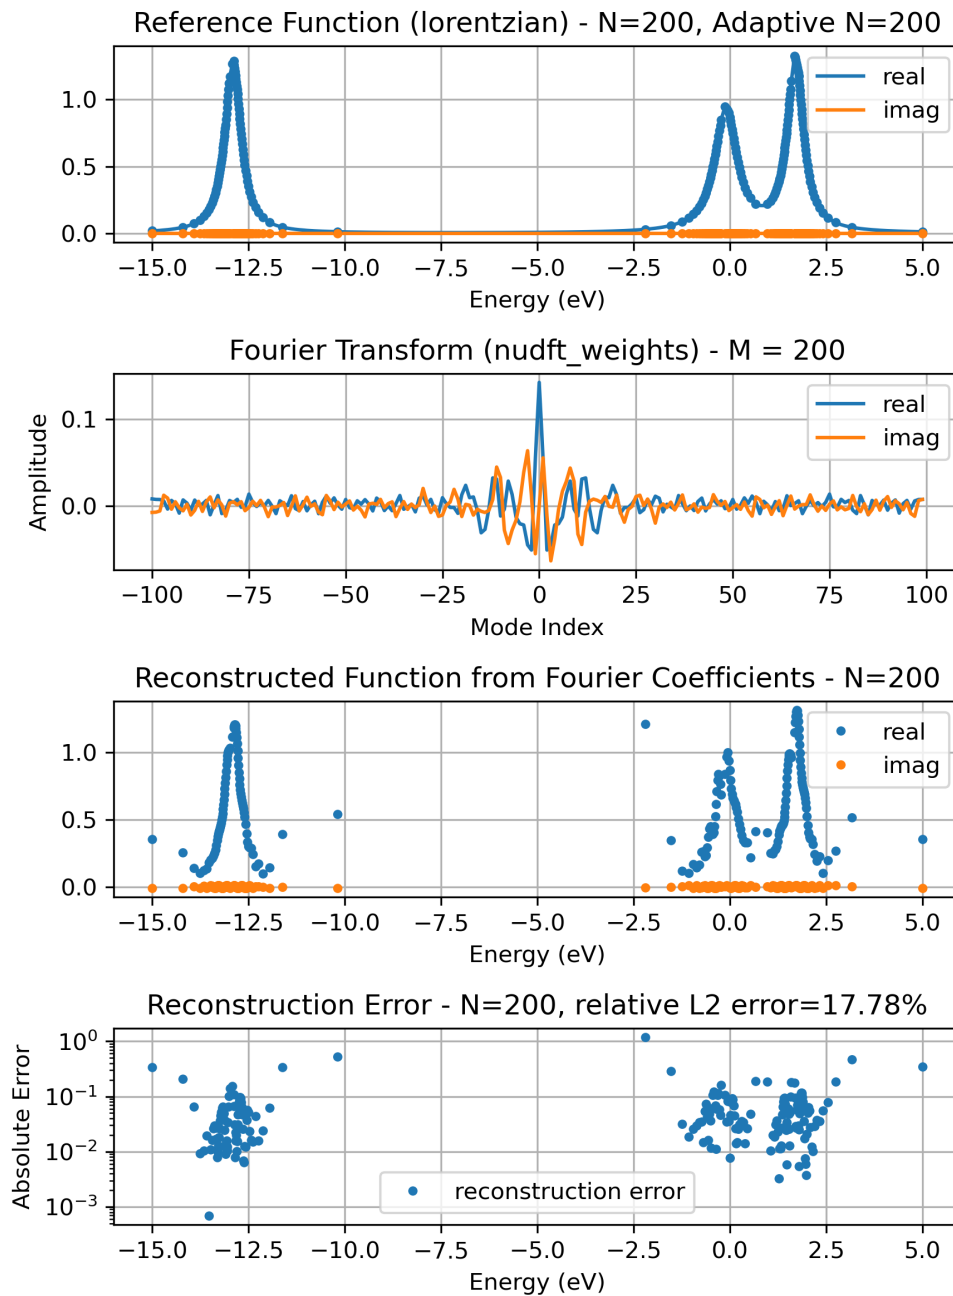 Reference Function (lorentzian) - N=200, Adaptive N=200
real
imag
1.0
0.5
0.0
−15.0 −12.5 −10.0 −7.5 −5.0 −2.5 0.0 2.5 5.0
Energy (eV)
Fourier Transform (nudft_weights) - M = 200
real
imag
Amplitude
0.1
0.0
−100 −75 −50 −25 0 25 50 75 100
Mode Index
Reconstructed Function from Fourier Coefficients - N=200
real
imag
1.0
0.5
0.0
−15.0 −12.5 −10.0 −7.5 −5.0 −2.5 0.0 2.5 5.0
Energy (eV)
Reconstruction Error - N=200, relative L2 error=17.78%
Absolute Error
10⁰
10⁻¹
10⁻²
10⁻³
reconstruction error
−15.0 −12.5 −10.0 −7.5 −5.0 −2.5 0.0 2.5 5.0
Energy (eV)